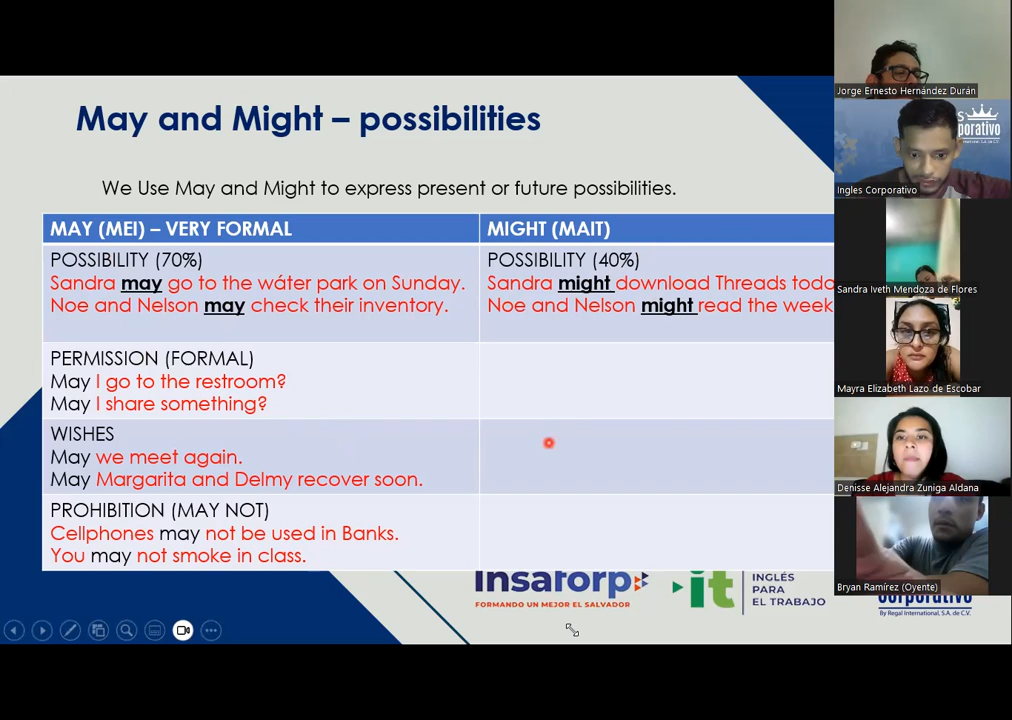 May and Might – possibilities
We Use May and Might to express present or future possibilities.
MAY (MEI) – VERY FORMAL
MIGHT (MAIT)
POSSIBILITY (70%)
Sandra may go to the wáter park on Sunday.
Noe and Nelson may check their inventory.
POSSIBILITY (40%)
Sandra might download Threads toda
Noe and Nelson might read the week
PERMISSION (FORMAL)
May I go to the restroom?
May I share something?
WISHES
May we meet again.
May Margarita and Delmy recover soon.
PROHIBITION (MAY NOT)
Cellphones may not be used in Banks.
You may not smoke in class.
Insaforp
FORMANDO UN MEJOR EL SALVADOR
it
INGLÉS
PARA
EL TRABAJO
Corporativo
By Regal International, S.A. de C.V.
Jorge Ernesto Hernández Durán
s
porativo
Ingles Corporativo
Sandra Iveth Mendoza de Flores
Mayra Elizabeth Lazo de Escobar
Denisse Alejandra Zuniga Aldana
Bryan Ramírez (Oyente)